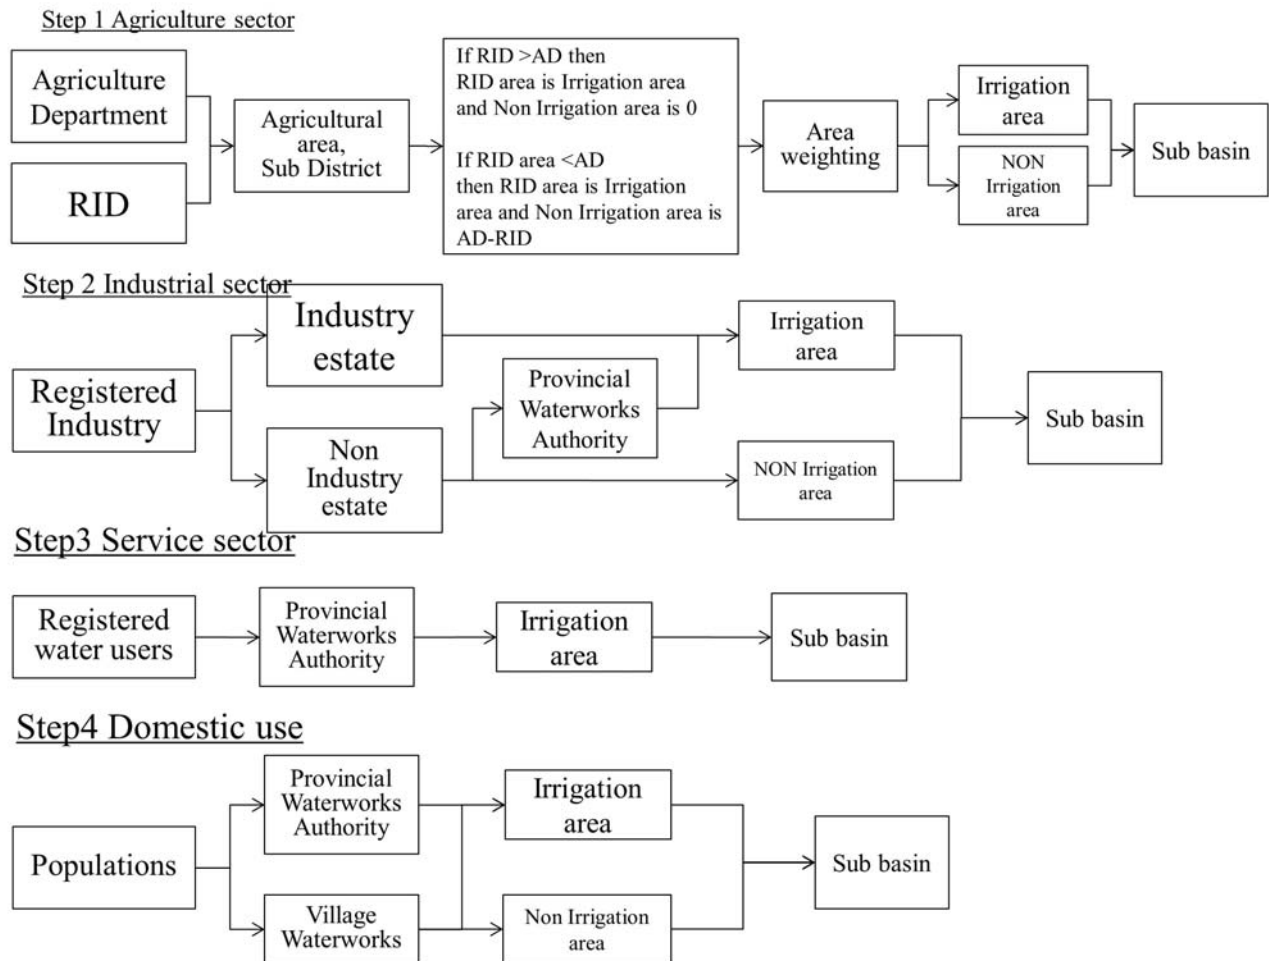 Step 1 Agriculture sector
Agriculture
Department
RID
Agricultural
area,
Sub District
If RID >AD then
RID area is Irrigation area
and Non Irrigation area is 0
If RID area <AD
then RID area is Irrigation
area and Non Irrigation area is
AD-RID
Area
weighting
Irrigation
area
NON
Irrigation
area
Sub basin
Step 2 Industrial sector
Registered
Industry
Industry
estate
Non
Industry
estate
Provincial
Waterworks
Authority
Irrigation
area
NON Irrigation
area
Sub basin
Step3 Service sector
Registered
water users
Provincial
Waterworks
Authority
Irrigation
area
Sub basin
Step4 Domestic use
Populations
Provincial
Waterworks
Authority
Village
Waterworks
Irrigation
area
Non Irrigation
area
Sub basin